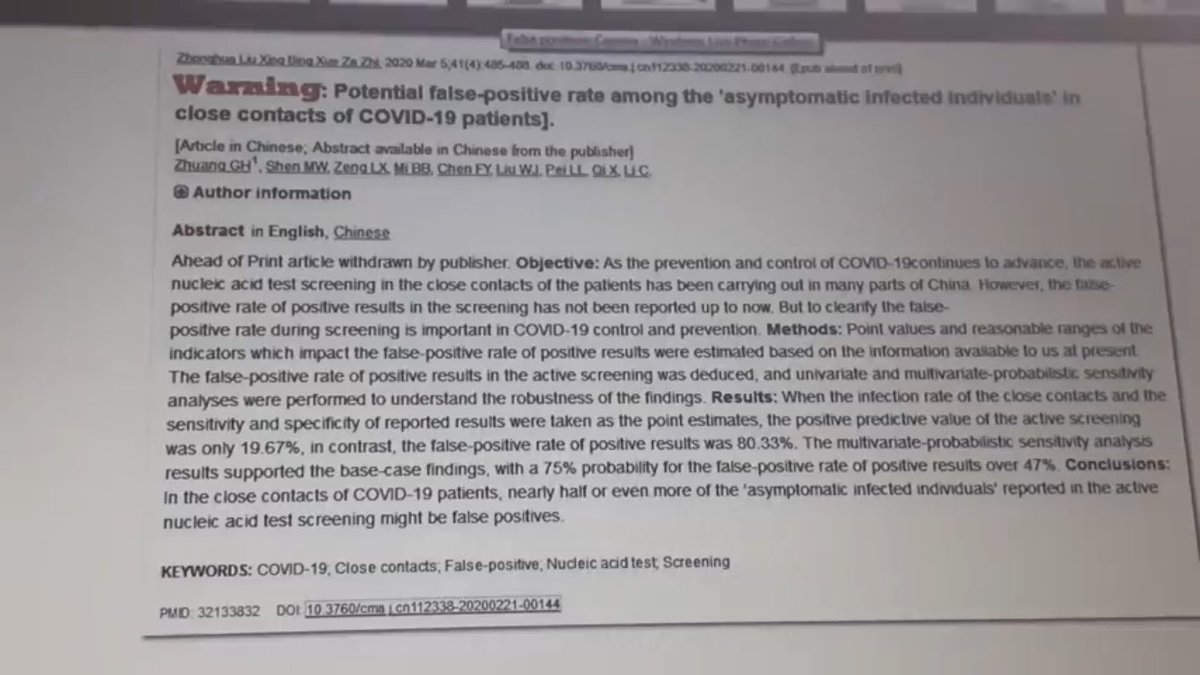 False positive Corona - Windows Live Photo Gallery
Zhonghua Liu Xing Bing Xue Za Zhi. 2020 Mar 5;41(4):485-488. doi: 10.3760/cma.j.cn112338-20200221-00144. [Epub ahead of print]
Warning: Potential false-positive rate among the 'asymptomatic infected individuals' in
close contacts of COVID-19 patients].
[Article in Chinese; Abstract available in Chinese from the publisher]
Zhuang GH1, Shen MW, Zeng LX, Mi BB, Chen FY, Liu WJ, Pei LL, Qi X, Li C.
Author information
Abstract in English, Chinese
Ahead of Print article withdrawn by publisher. Objective: As the prevention and control of COVID-19continues to advance, the active
nucleic acid test screening in the close contacts of the patients has been carrying out in many parts of China. However, the false-
positive rate of positive results in the screening has not been reported up to now. But to clearify the false-
positive rate during screening is important in COVID-19 control and prevention. Methods: Point values and reasonable ranges of the
indicators which impact the false-positive rate of positive results were estimated based on the information available to us at present.
The false-positive rate of positive results in the active screening was deduced, and univariate and multivariate-probabilistic sensitivity
analyses were performed to understand the robustness of the findings. Results: When the infection rate of the close contacts and the
sensitivity and specificity of reported results were taken as the point estimates, the positive predictive value of the active screening
was only 19.67%, in contrast, the false-positive rate of positive results was 80.33%. The multivariate-probabilistic sensitivity analysis
results supported the base-case findings, with a 75% probability for the false-positive rate of positive results over 47%. Conclusions:
In the close contacts of COVID-19 patients, nearly half or even more of the 'asymptomatic infected individuals' reported in the active
nucleic acid test screening might be false positives.
KEYWORDS: COVID-19; Close contacts; False-positive; Nucleic acid test; Screening
PMID: 32133832 DOI: 10.3760/cma.j.cn112338-20200221-00144